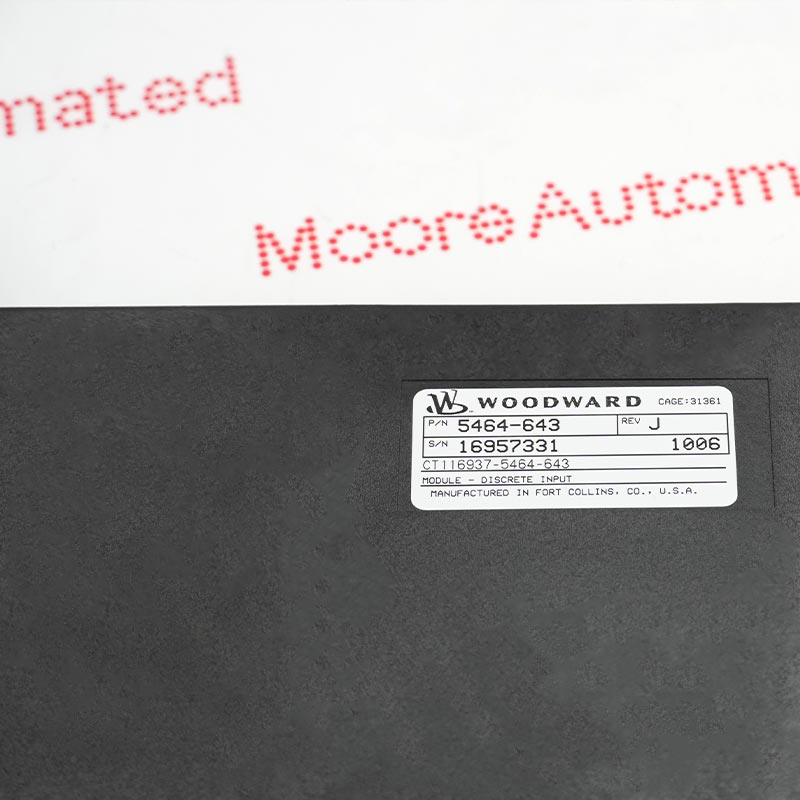 mated
Moore Autom
WOODWARD CAGE:31361
P/N 5464-643 REV J
S/N 16957331 1006
CT116937-5464-643
MODULE - DISCRETE INPUT
MANUFACTURED IN FORT COLLINS, CO., U.S.A.